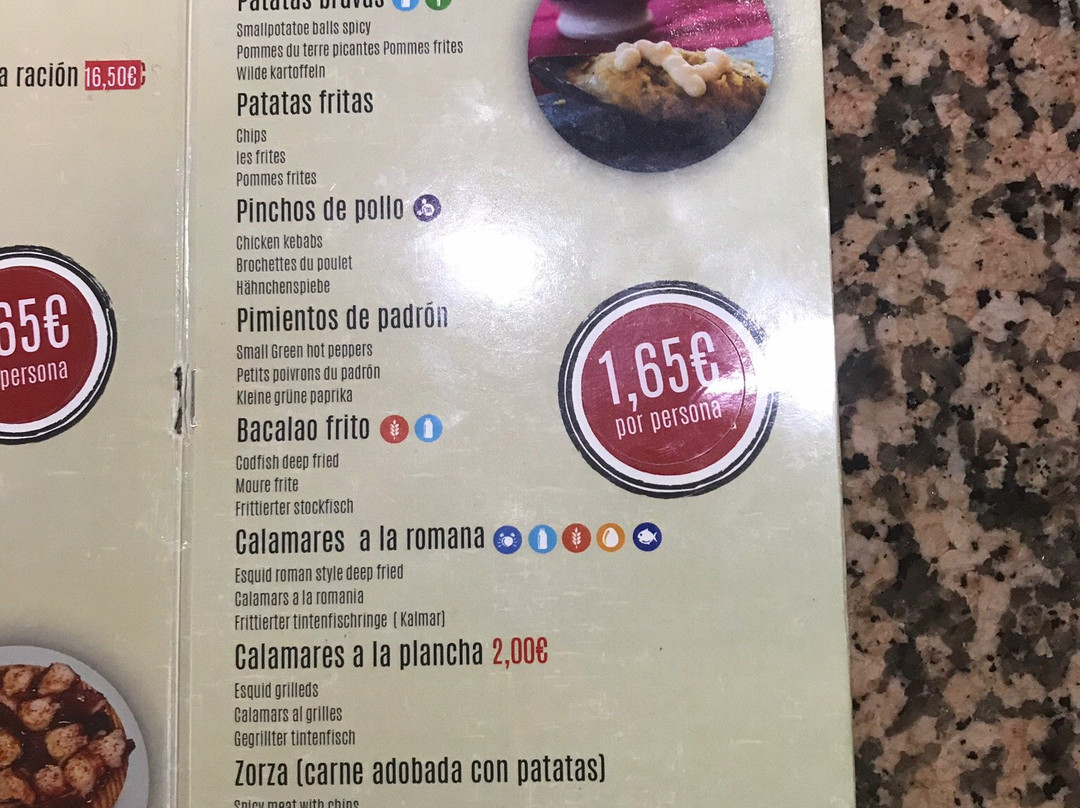 a ración 16,50€
65€
persona
Patatas bravas
Smallpotatoe balls spicy
Pommes du terre picantes Pommes frites
Wilde kartoffeln
Patatas fritas
Chips
les frites
Pommes frites
Pinchos de pollo
Chicken kebabs
Brochettes du poulet
Hähnchenspiebe
Pimientos de padrón
Small Green hot peppers
Petits poivrons du padrón
Kleine grüne paprika
1,65€
por persona
Bacalao frito
Codfish deep fried
Moure frite
Frittierter stockfisch
Calamares a la romana
Esquid roman style deep fried
Calamars a la romania
Frittierter tintenfischringe ( Kalmar)
Calamares a la plancha 2,00€
Esquid grilleds
Calamars al grilles
Gegrillter tintenfisch
Zorza (carne adobada con patatas)
Spicy meat with chips